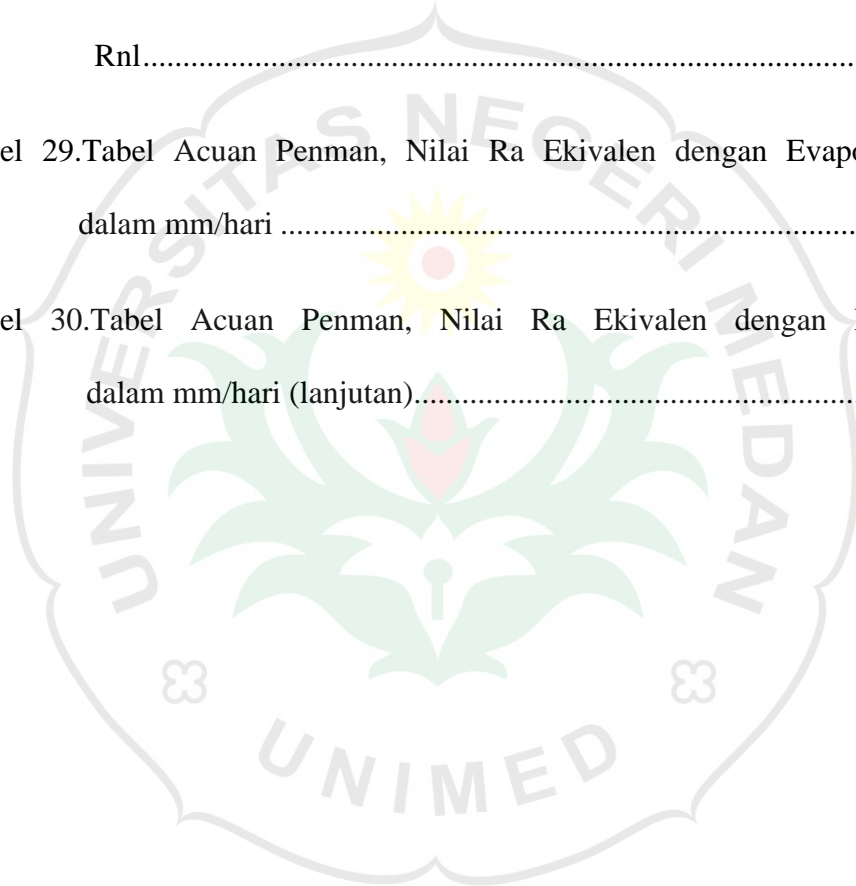 Rnl..........................................................................................
el 29.Tabel Acuan Penman, Nilai Ra Ekivalen dengan Evapo
dalam mm/hari .........................................................................
el 30.Tabel Acuan Penman, Nilai Ra Ekivalen dengan
dalam mm/hari (lanjutan)........................................................
UNIVERSITAS NEGERI MEDAN
UNIMED